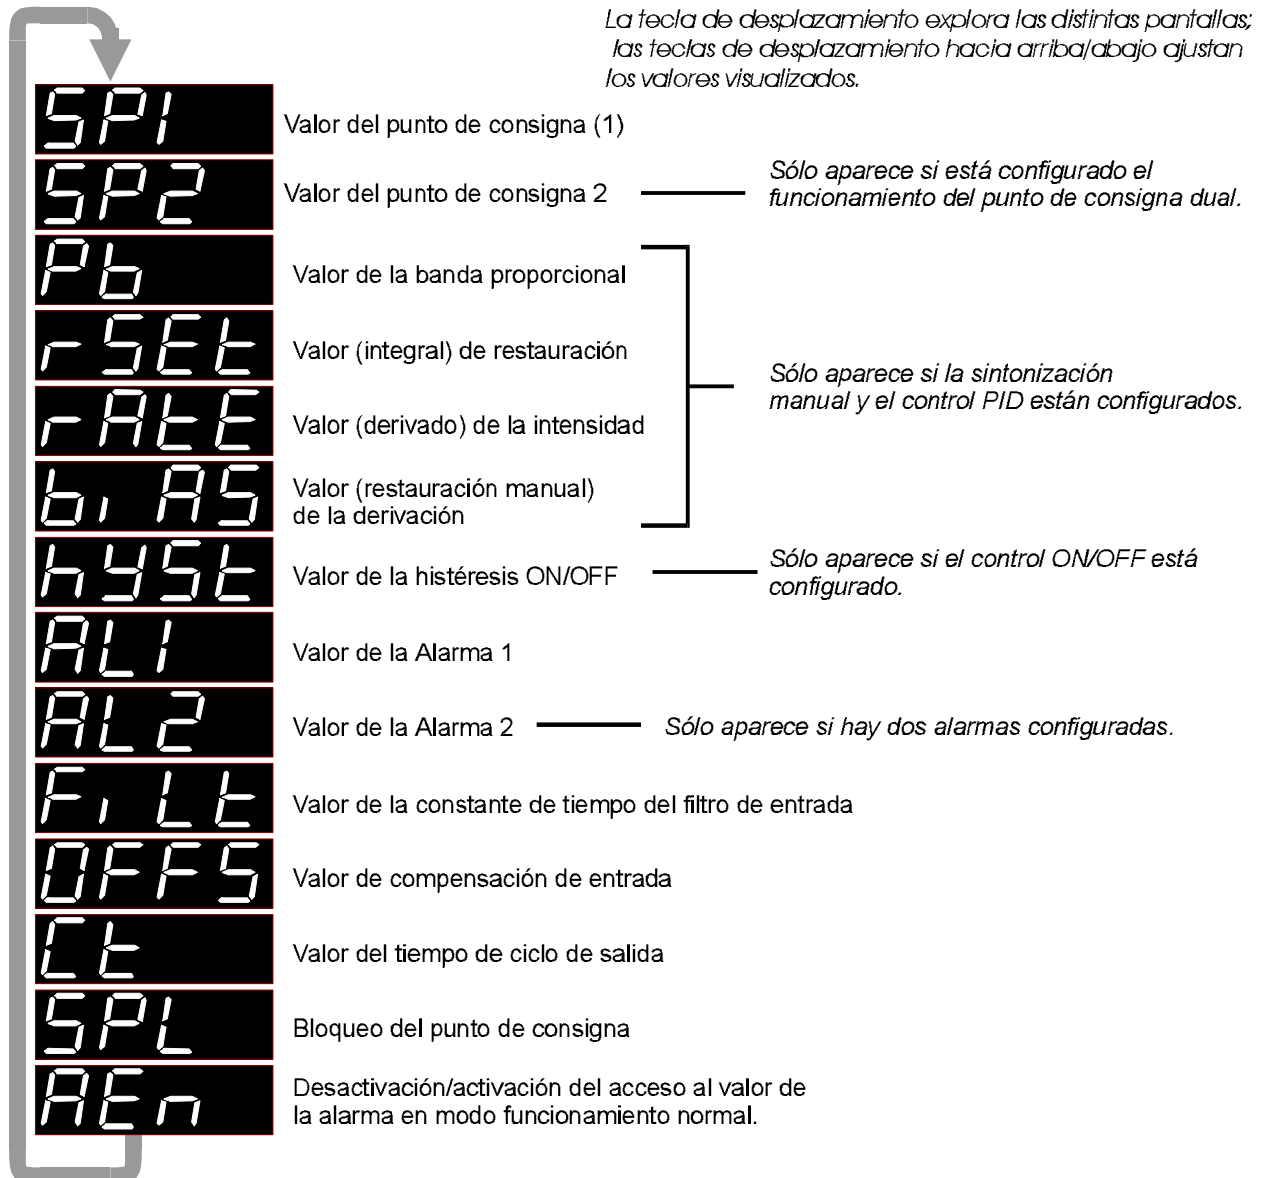 La tecla de desplazamiento explora las distintas pantallas;
las teclas de desplazamiento hacia arriba/abajo ajustan
los valores visualizados.
SP1
Valor del punto de consigna (1)
SP2
Valor del punto de consigna 2
Sólo aparece si está configurado el
funcionamiento del punto de consigna dual.
Pb
Valor de la banda proporcional
rSEt
Valor (integral) de restauración
Sólo aparece si la sintonización
manual y el control PID están configurados.
rAtE
Valor (derivado) de la intensidad
biAS
Valor (restauración manual)
de la derivación
hySt
Valor de la histéresis ON/OFF
Sólo aparece si el control ON/OFF está
configurado.
AL1
Valor de la Alarma 1
AL2
Valor de la Alarma 2
Sólo aparece si hay dos alarmas configuradas.
FiLt
Valor de la constante de tiempo del filtro de entrada
OFFS
Valor de compensación de entrada
Ct
Valor del tiempo de ciclo de salida
SPL
Bloqueo del punto de consigna
AEn
Desactivación/activación del acceso al valor de
la alarma en modo funcionamiento normal.